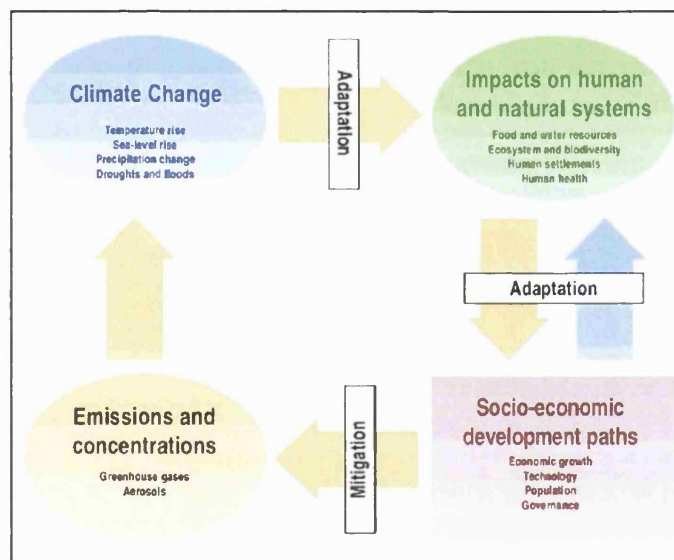 Climate Change
Temperature rise
Sea-level rise
Precipitation change
Droughts and floods
Adaptation
Impacts on human
and natural systems
Food and water resources
Ecosystem and biodiversity
Human settlements
Human health
Adaptation
Emissions and
concentrations
Greenhouse gases
Aerosols
Mitigation
Socio-economic
development paths
Economic growth
Technology
Population
Governance